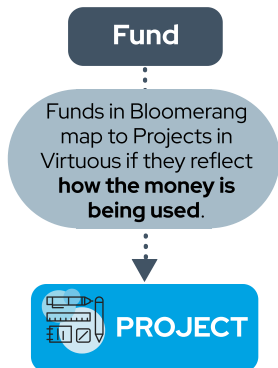 Fund
Funds in Bloomerang
map to Projects in
Virtuous if they reflect
how the money is
being used.
PROJECT